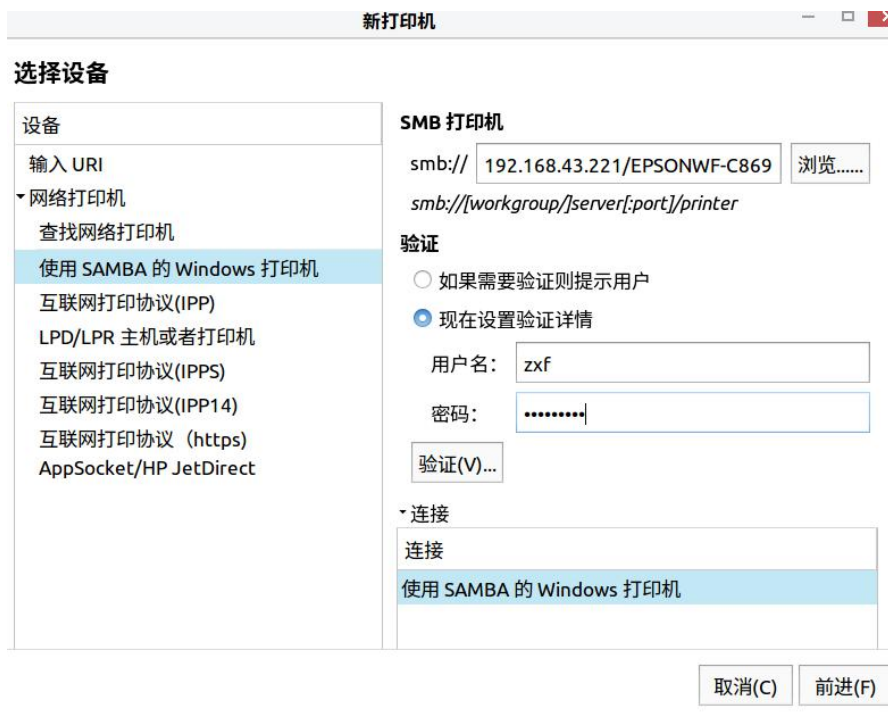 新打印机
选择设备
设备
输入 URI
网络打印机
查找网络打印机
使用 SAMBA 的 Windows 打印机
互联网打印协议(IPP)
LPD/LPR 主机或者打印机
互联网打印协议(IPPS)
互联网打印协议(IPP14)
互联网打印协议（https)
AppSocket/HP JetDirect
SMB 打印机
smb:// 192.168.43.221/EPSONWF-C869 浏览......
smb://[workgroup/]server[:port]/printer
验证
如果需要验证则提示用户
现在设置验证详情
用户名： zxf
密码： •••••••••
验证(V)...
连接
连接
使用 SAMBA 的 Windows 打印机
取消(C) 前进(F)